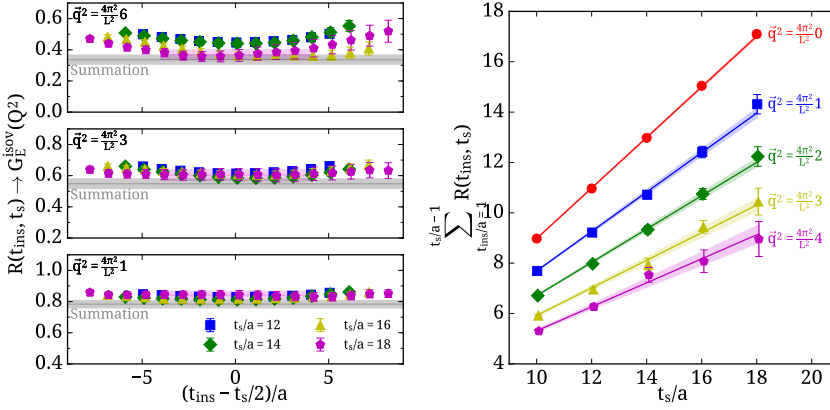 R(t_ins, t_s) → G_E^isov(Q²)
q⃗² = 4π²/L² 6
0.6
0.4
0.2
0.0
Summation
q⃗² = 4π²/L² 3
0.8
0.6
0.4
0.2
Summation
q⃗² = 4π²/L² 1
1.0
0.8
0.6
0.4
Summation
t_s/a = 12
t_s/a = 16
t_s/a = 14
t_s/a = 18
−5 0 5
(t_ins − t_s/2)/a
t_s/a − 1
∑ R(t_ins, t_s)
t_ins/a = 1
18
16
14
12
10
8
6
4
q⃗² = 4π²/L² 0
q⃗² = 4π²/L² 1
q⃗² = 4π²/L² 2
q⃗² = 4π²/L² 3
q⃗² = 4π²/L² 4
10 12 14 16 18 20
t_s/a